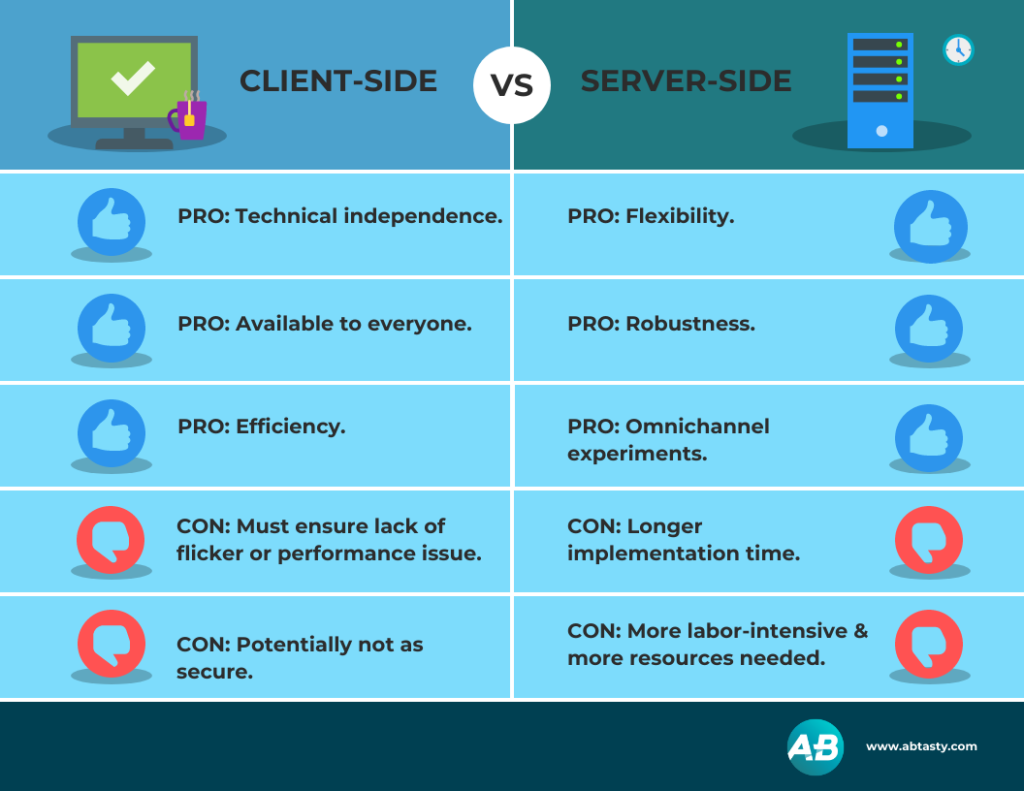 CLIENT-SIDE
VS
SERVER-SIDE
PRO: Technical independence.
PRO: Flexibility.
PRO: Available to everyone.
PRO: Robustness.
PRO: Efficiency.
PRO: Omnichannel
experiments.
CON: Must ensure lack of
flicker or performance issue.
CON: Longer
implementation time.
CON: Potentially not as
secure.
CON: More labor-intensive &
more resources needed.
AB
www.abtasty.com